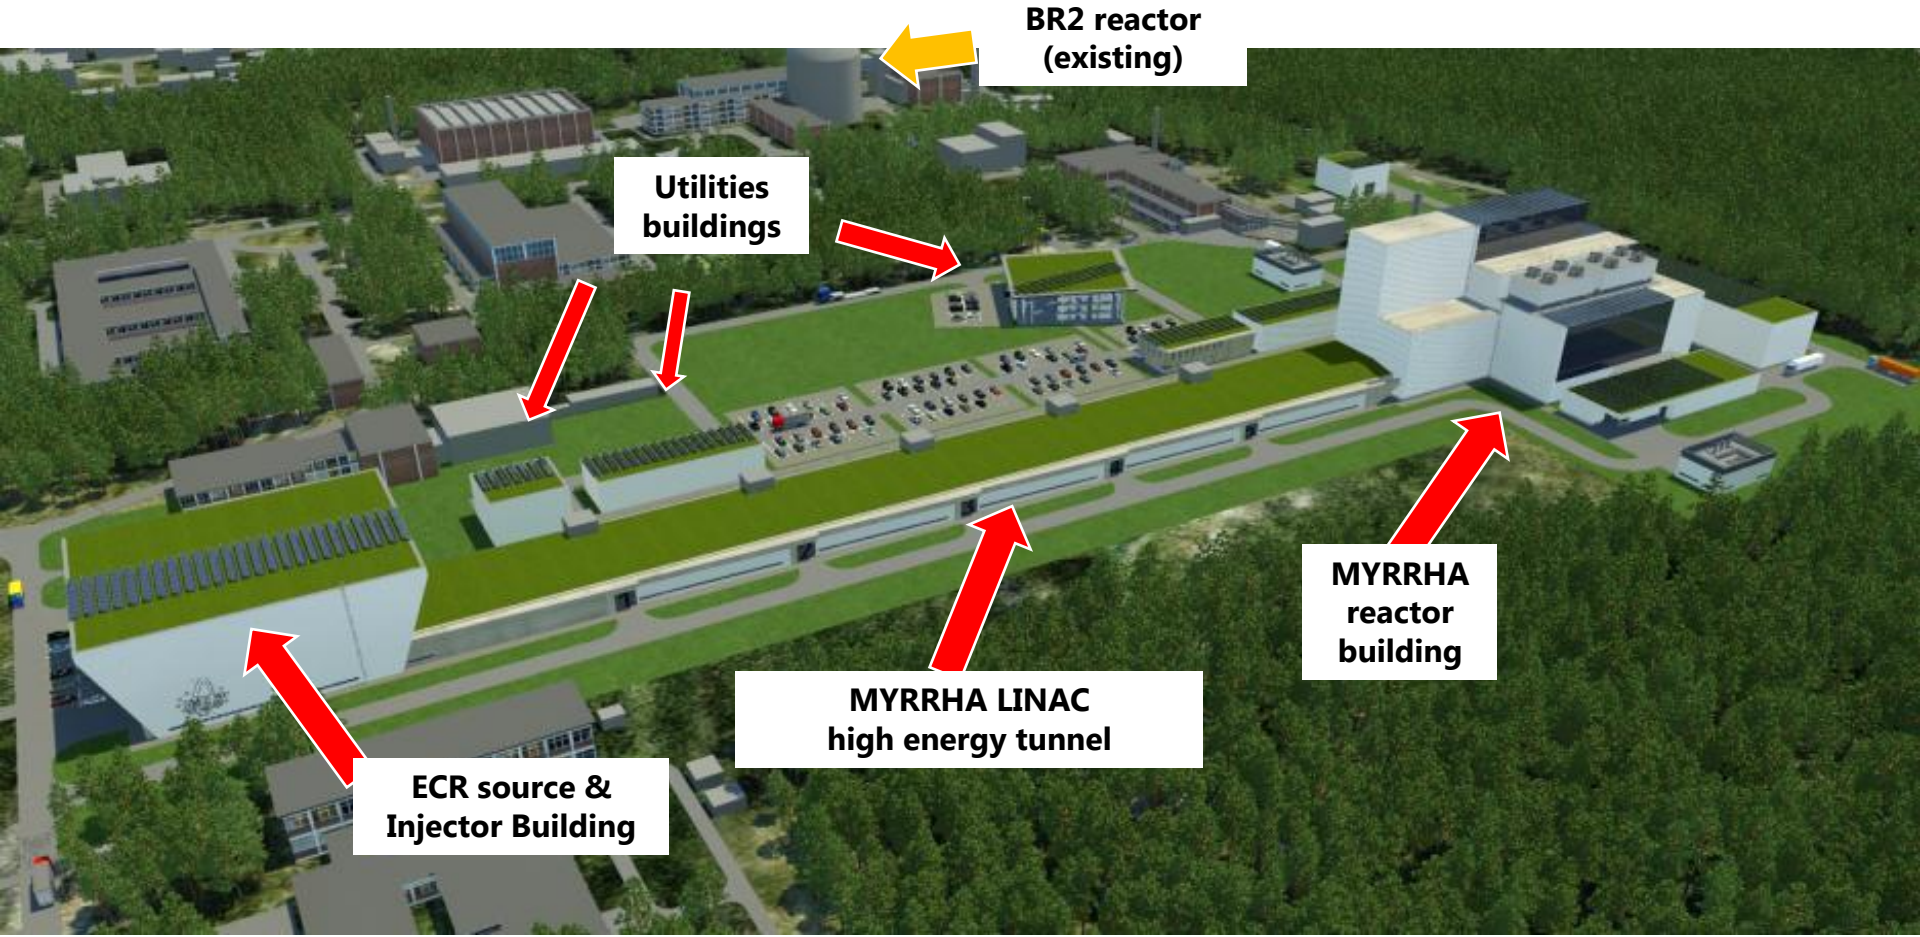 BR2 reactor
(existing)
Utilities
buildings
MYRRHA
reactor
building
MYRRHA LINAC
high energy tunnel
ECR source &
Injector Building